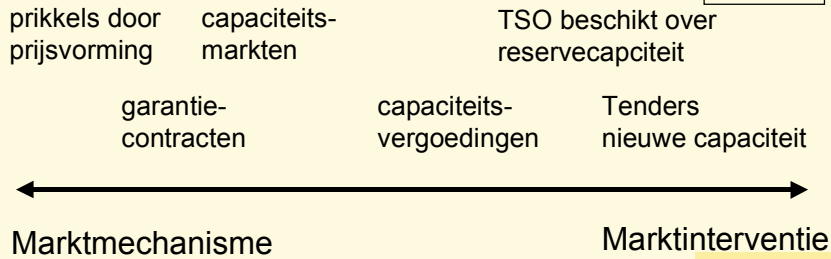 prikkels door
prijsvorming
capaciteits-
markten
TSO beschikt over
reservecapciteit
garantie-
contracten
capaciteits-
vergoedingen
Tenders
nieuwe capaciteit
Marktmechanisme
Marktinterventie